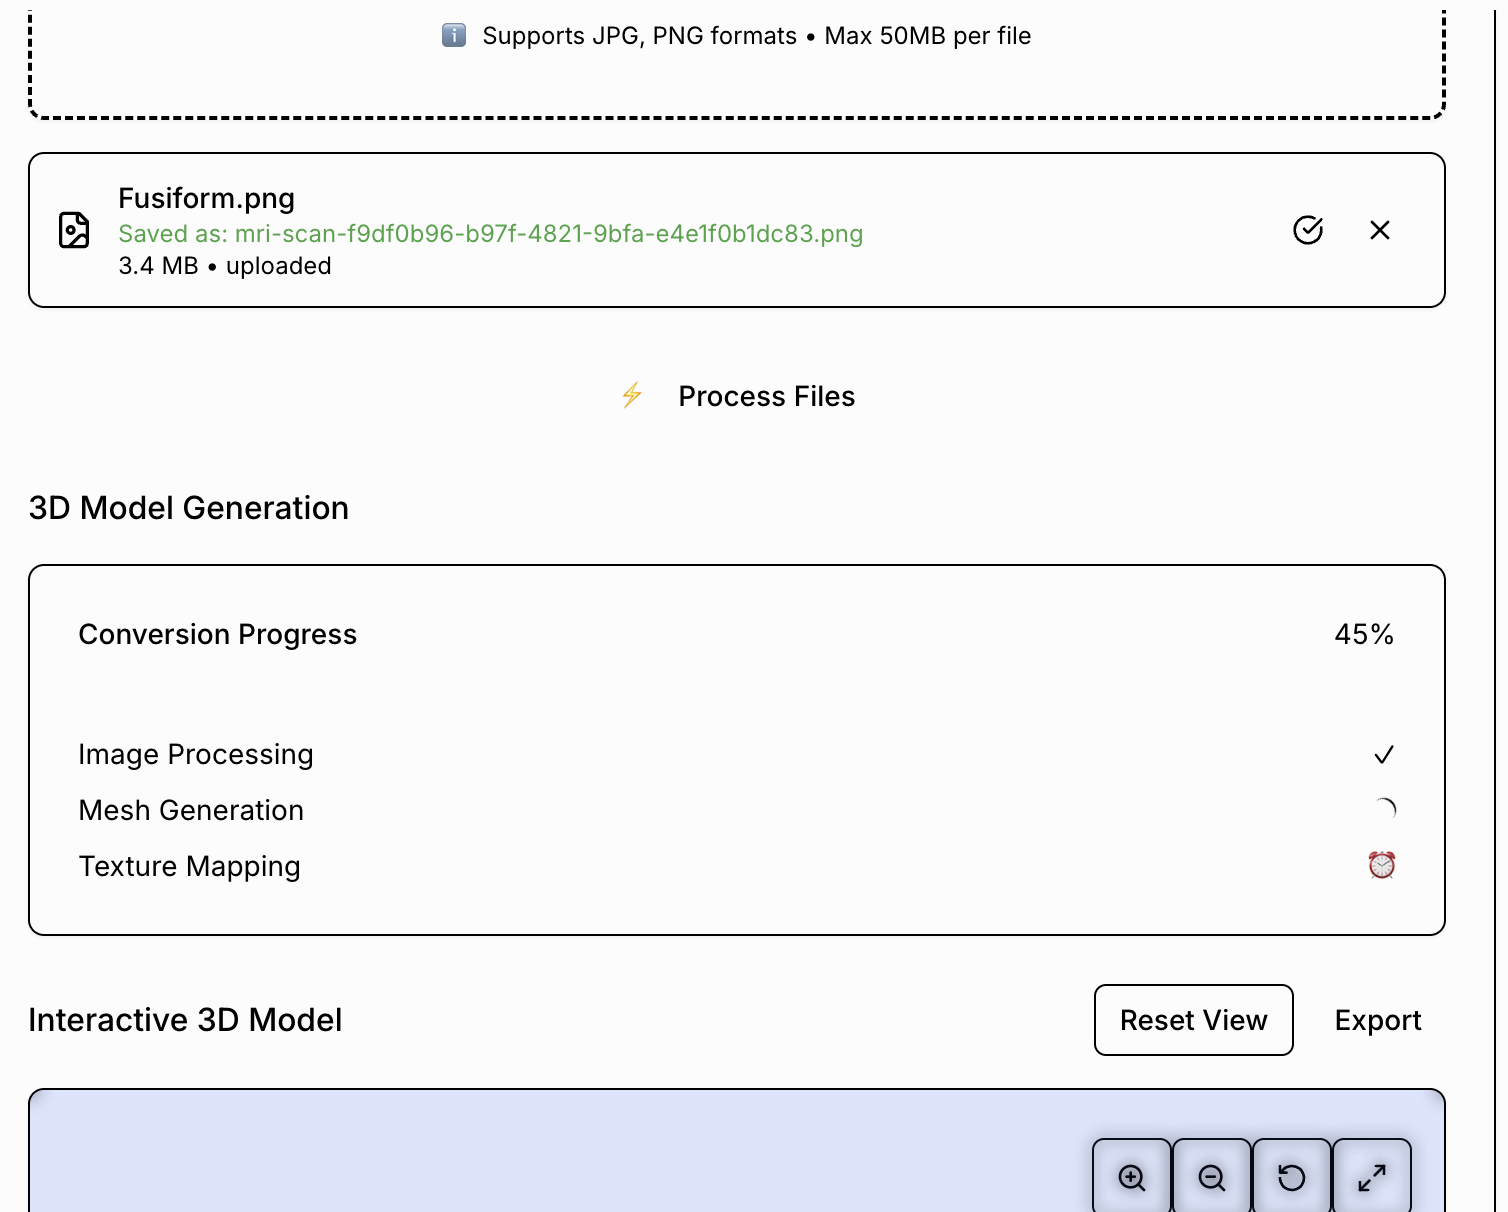 Supports JPG, PNG formats • Max 50MB per file
Fusiform.png
Saved as: mri-scan-f9df0b96-b97f-4821-9bfa-e4e1f0b1dc83.png
3.4 MB • uploaded
Process Files
3D Model Generation
Conversion Progress
45%
Image Processing
Mesh Generation
Texture Mapping
Interactive 3D Model
Reset View
Export